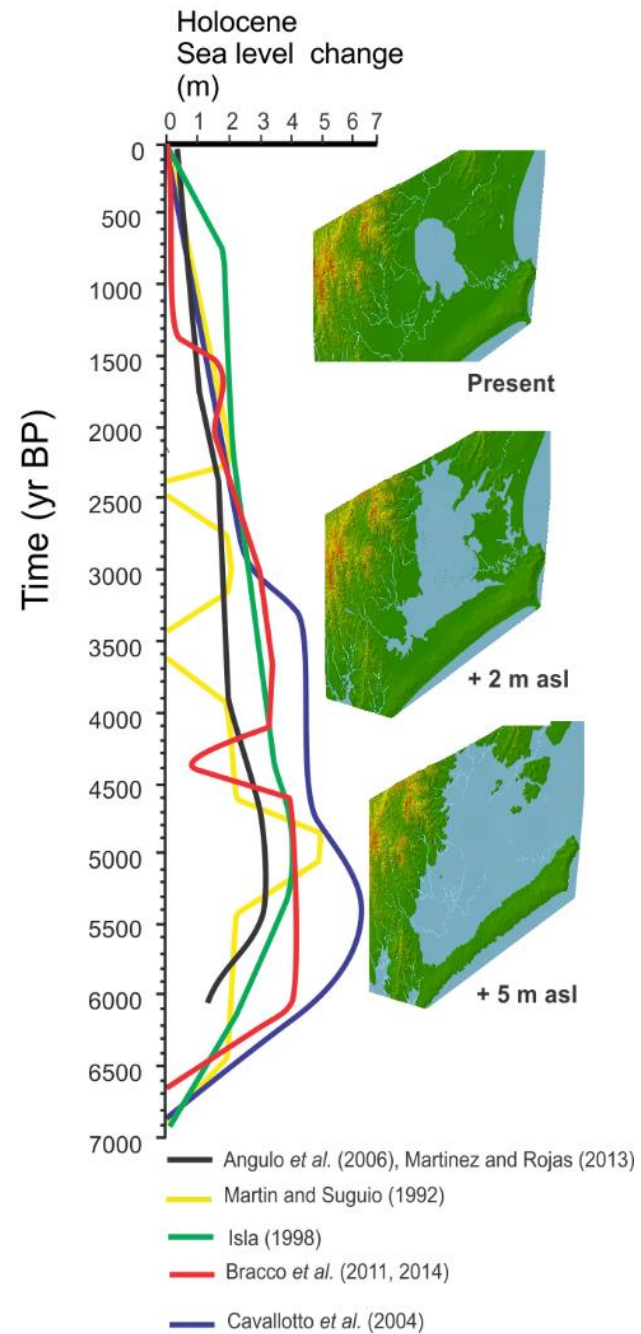 Holocene
Sea level change
(m)
0 1 2 3 4 5 6 7
0
500
1000
1500
2000
2500
3000
3500
4000
4500
5000
5500
6000
6500
7000
Time (yr BP)
Present
+ 2 m asl
+ 5 m asl
Angulo et al. (2006), Martinez and Rojas (2013)
Martin and Suguio (1992)
Isla (1998)
Bracco et al. (2011, 2014)
Cavallotto et al. (2004)